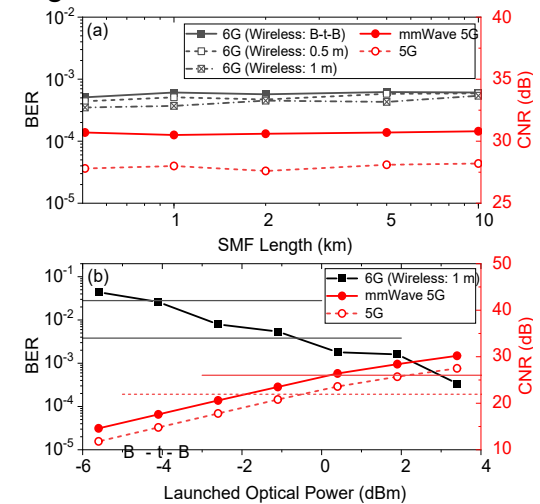 (a)
6G (Wireless: B-t-B)
6G (Wireless: 0.5 m)
6G (Wireless: 1 m)
mmWave 5G
5G
10-2
10-3
10-4
10-5
BER
40
35
30
25
CNR (dB)
1
2
5
10
SMF Length (km)
(b)
6G (Wireless: 1 m)
mmWave 5G
5G
10-1
10-2
10-3
10-4
10-5
BER
50
40
30
20
10
CNR (dB)
B - t - B
-6
-4
-2
0
2
4
Launched Optical Power (dBm)